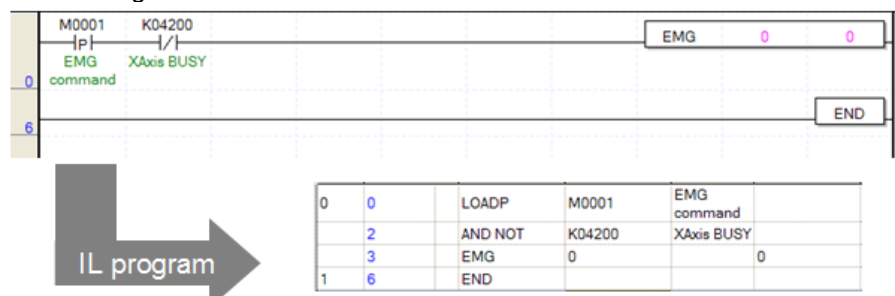 M0001 K04200
P
EMG 0 0
EMG XAxis BUSY
command
0
END
6
IL program
0 0 LOADP M0001 EMG command
2 AND NOT K04200 XAxis BUSY
3 EMG 0 0
1 6 END